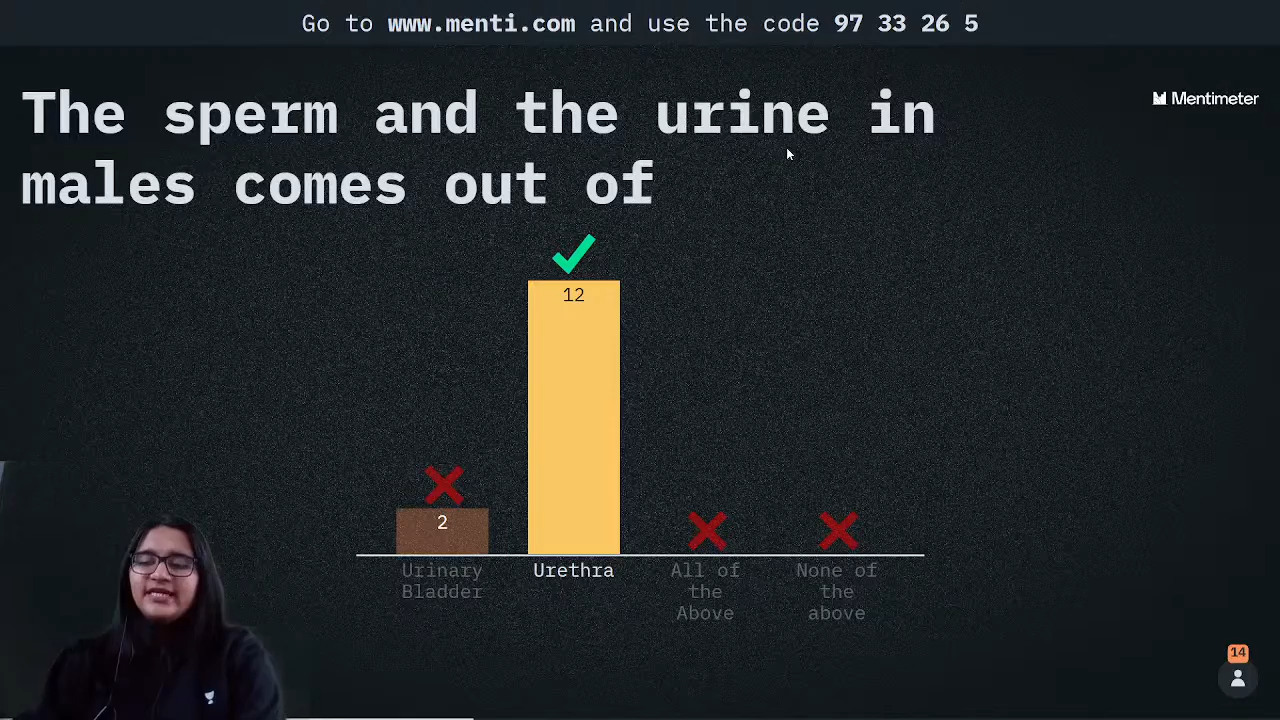 Go to www.menti.com and use the code 97 33 26 5
Mentimeter
The sperm and the urine in
males comes out of
12
2
Urinary
Bladder
Urethra
All of
the
Above
None of
the
above
14